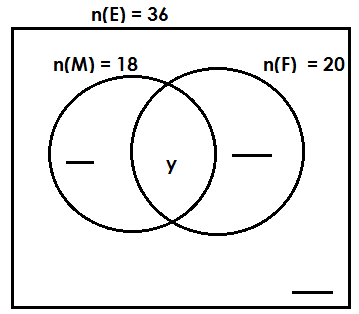 n(E) = 36
n(M) = 18
n(F) = 20
y